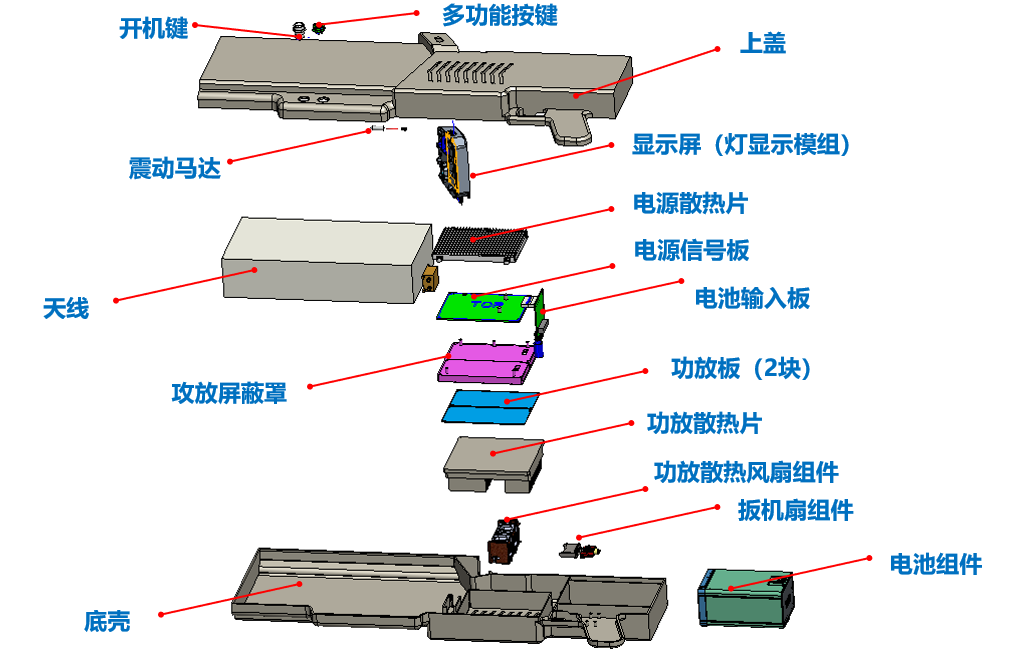 多功能按键
开机键
上盖
震动马达
显示屏（灯显示模组）
电源散热片
电源信号板
电池输入板
天线
攻放屏蔽罩
功放板（2块）
功放散热片
功放散热风扇组件
扳机扇组件
电池组件
底壳
TOP